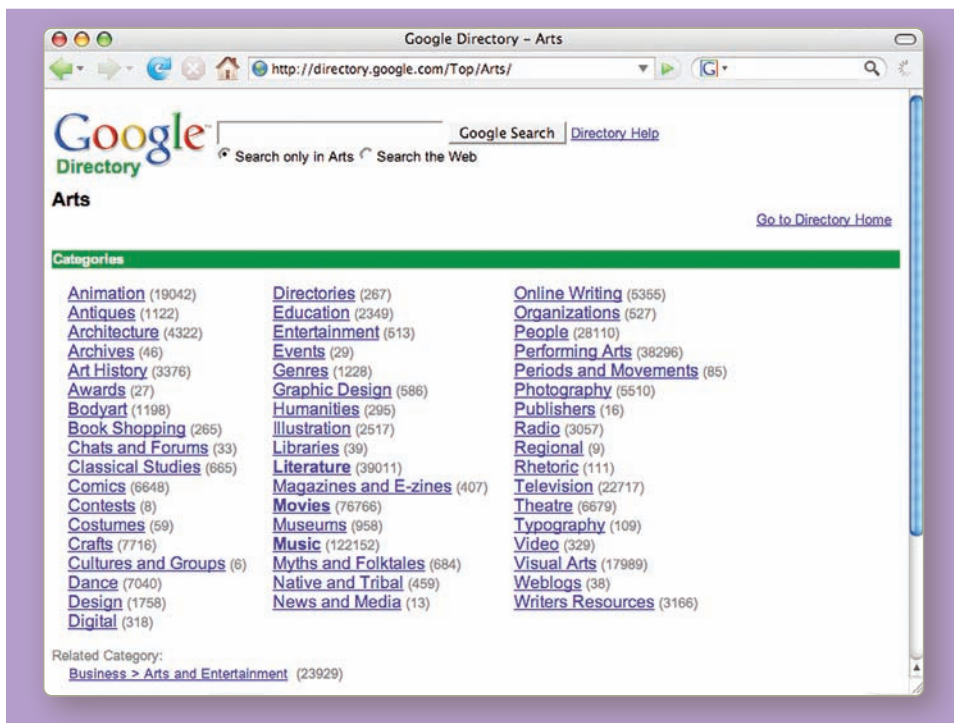 Google Directory – Arts
http://directory.google.com/Top/Arts/
G
Google™ Google Search Directory Help
Directory Search only in Arts Search the Web
Arts
Go to Directory Home
Categories
Animation (19042) Directories (267) Online Writing (5355)
Antiques (1122) Education (2349) Organizations (527)
Architecture (4322) Entertainment (513) People (28110)
Archives (46) Events (29) Performing Arts (38296)
Art History (3376) Genres (1228) Periods and Movements (85)
Awards (27) Graphic Design (586) Photography (5510)
Bodyart (1198) Humanities (295) Publishers (16)
Book Shopping (265) Illustration (2517) Radio (3057)
Chats and Forums (33) Libraries (39) Regional (9)
Classical Studies (665) Literature (39011) Rhetoric (111)
Comics (6648) Magazines and E-zines (407) Television (22717)
Contests (8) Movies (76766) Theatre (6679)
Costumes (59) Museums (958) Typography (109)
Crafts (7716) Music (122152) Video (329)
Cultures and Groups (6) Myths and Folktales (684) Visual Arts (17989)
Dance (7040) Native and Tribal (459) Weblogs (38)
Design (1758) News and Media (13) Writers Resources (3166)
Digital (318)
Related Category:
Business > Arts and Entertainment (23929)